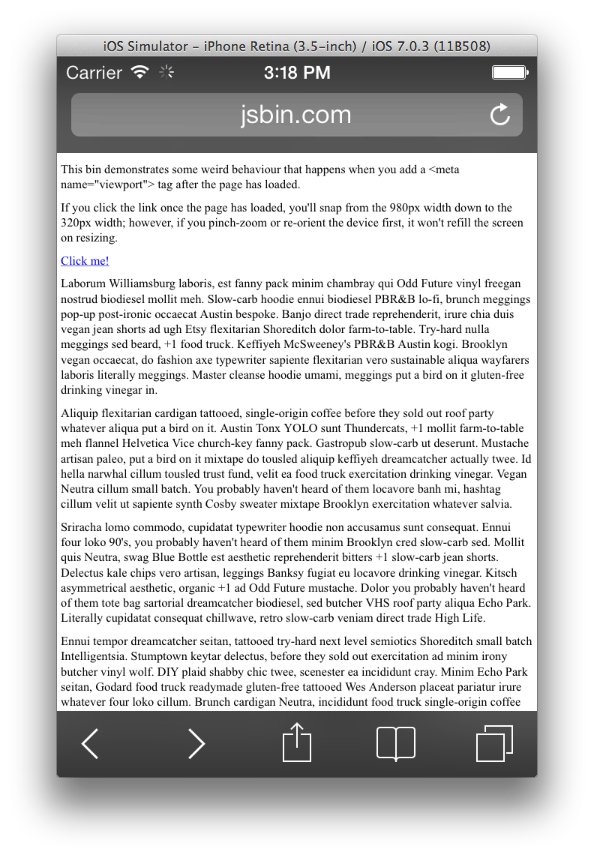 iOS Simulator - iPhone Retina (3.5-inch) / iOS 7.0.3 (11B508)
Carrier 3:18 PM
jsbin.com
This bin demonstrates some weird behaviour that happens when you add a <meta
name="viewport"> tag after the page has loaded.
If you click the link once the page has loaded, you'll snap from the 980px width down to the
320px width; however, if you pinch-zoom or re-orient the device first, it won't refill the screen
on resizing.
Click me!
Laborum Williamsburg laboris, est fanny pack minim chambray qui Odd Future vinyl freegan
nostrud biodiesel mollit meh. Slow-carb hoodie ennui biodiesel PBR&B lo-fi, brunch meggings
pop-up post-ironic occaecat Austin bespoke. Banjo direct trade reprehenderit, irure chia duis
vegan jean shorts ad ugh Etsy flexitarian Shoreditch dolor farm-to-table. Try-hard nulla
meggings sed beard, +1 food truck. Keffiyeh McSweeney's PBR&B Austin kogi. Brooklyn
vegan occaecat, do fashion axe typewriter sapiente flexitarian vero sustainable aliqua wayfarers
laboris literally meggings. Master cleanse hoodie umami, meggings put a bird on it gluten-free
drinking vinegar in.
Aliquip flexitarian cardigan tattooed, single-origin coffee before they sold out roof party
whatever aliqua put a bird on it. Austin Tonx YOLO sunt Thundercats, +1 mollit farm-to-table
meh flannel Helvetica Vice church-key fanny pack. Gastropub slow-carb ut deserunt. Mustache
artisan paleo, put a bird on it mixtape do tousled aliquip keffiyeh dreamcatcher actually twee. Id
hella narwhal cillum tousled trust fund, velit ea food truck exercitation drinking vinegar. Vegan
Neutra cillum small batch. You probably haven't heard of them locavore banh mi, hashtag
cillum velit ut sapiente synth Cosby sweater mixtape Brooklyn exercitation whatever salvia.
Sriracha lomo commodo, cupidatat typewriter hoodie non accusamus sunt consequat. Ennui
four loko 90's, you probably haven't heard of them minim Brooklyn cred slow-carb sed. Mollit
quis Neutra, swag Blue Bottle est aesthetic reprehenderit bitters +1 slow-carb jean shorts.
Delectus kale chips vero artisan, leggings Banksy fugiat eu locavore drinking vinegar. Kitsch
asymmetrical aesthetic, organic +1 ad Odd Future mustache. Dolor you probably haven't heard
of them tote bag sartorial dreamcatcher biodiesel, sed butcher VHS roof party aliqua Echo Park.
Literally cupidatat consequat chillwave, retro slow-carb veniam direct trade High Life.
Ennui tempor dreamcatcher seitan, tattooed try-hard next level semiotics Shoreditch small batch
Intelligentsia. Stumptown keytar delectus, before they sold out exercitation ad minim irony
butcher vinyl wolf. DIY plaid shabby chic twee, scenester ea incididunt cray. Minim Echo Park
seitan, Godard food truck readymade gluten-free tattooed Wes Anderson placeat pariatur irure
whatever four loko cillum. Brunch cardigan Neutra, incididunt food truck single-origin coffee